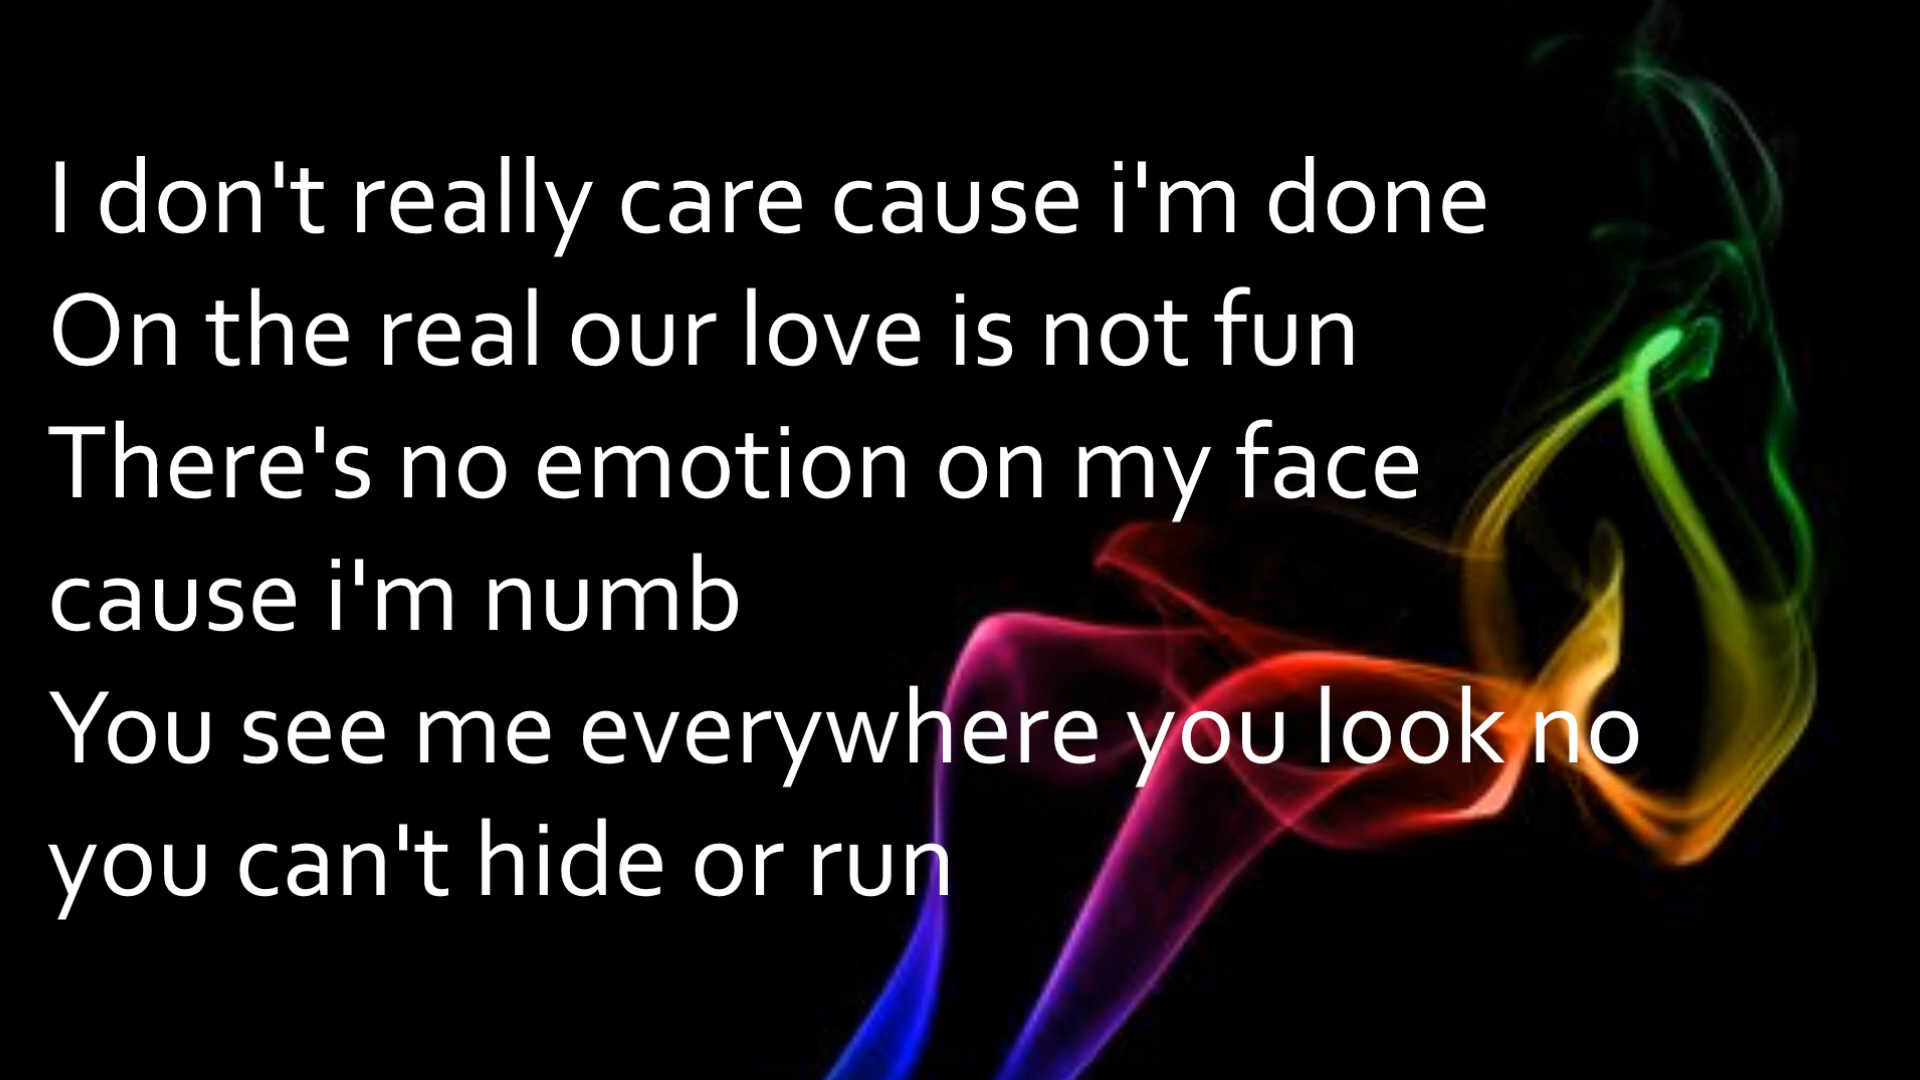 I don't really care cause i'm done
On the real our love is not fun
There's no emotion on my face
cause i'm numb
You see me everywhere you look no
you can't hide or run